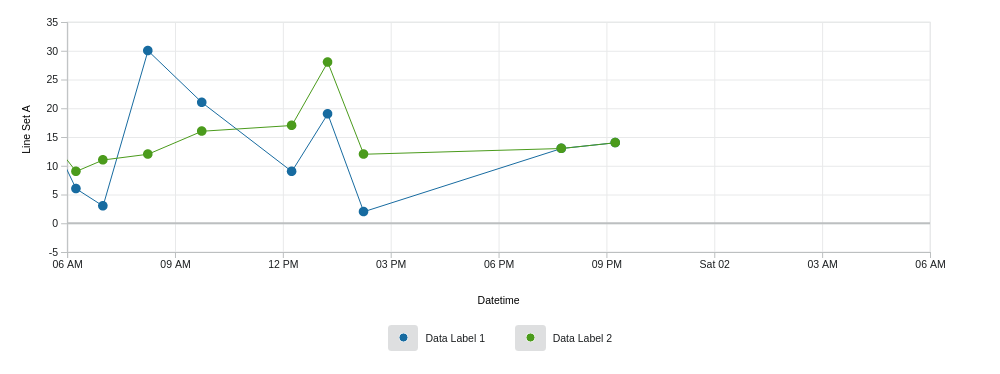 35
30
25
20
15
10
5
0
-5
Line Set A
06 AM 09 AM 12 PM 03 PM 06 PM 09 PM Sat 02 03 AM 06 AM
Datetime
Data Label 1 Data Label 2